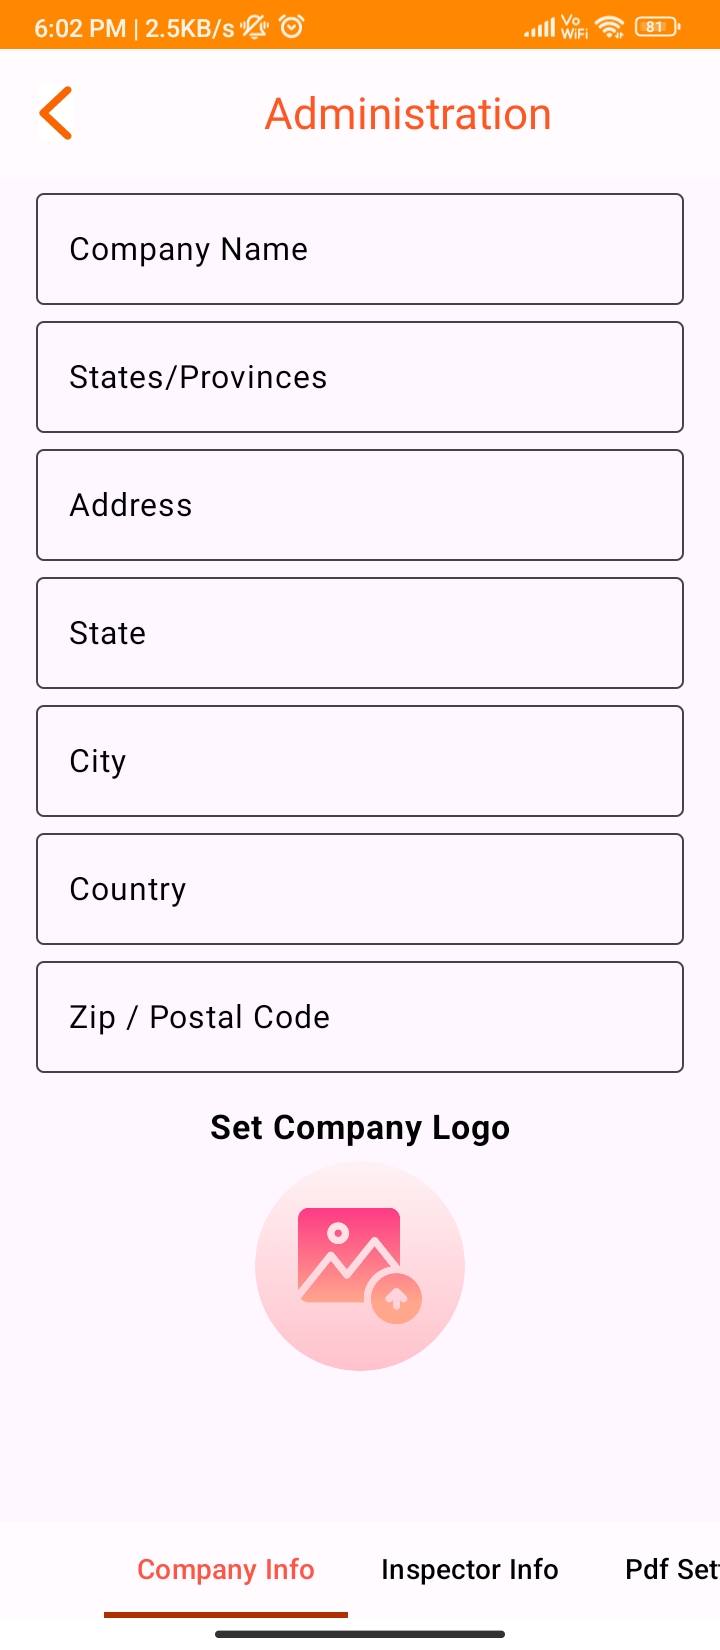 6:02 PM | 2.5KB/s Vo WiFi 81
Administration
Company Name
States/Provinces
Address
State
City
Country
Zip / Postal Code
Set Company Logo
Company Info Inspector Info Pdf Set